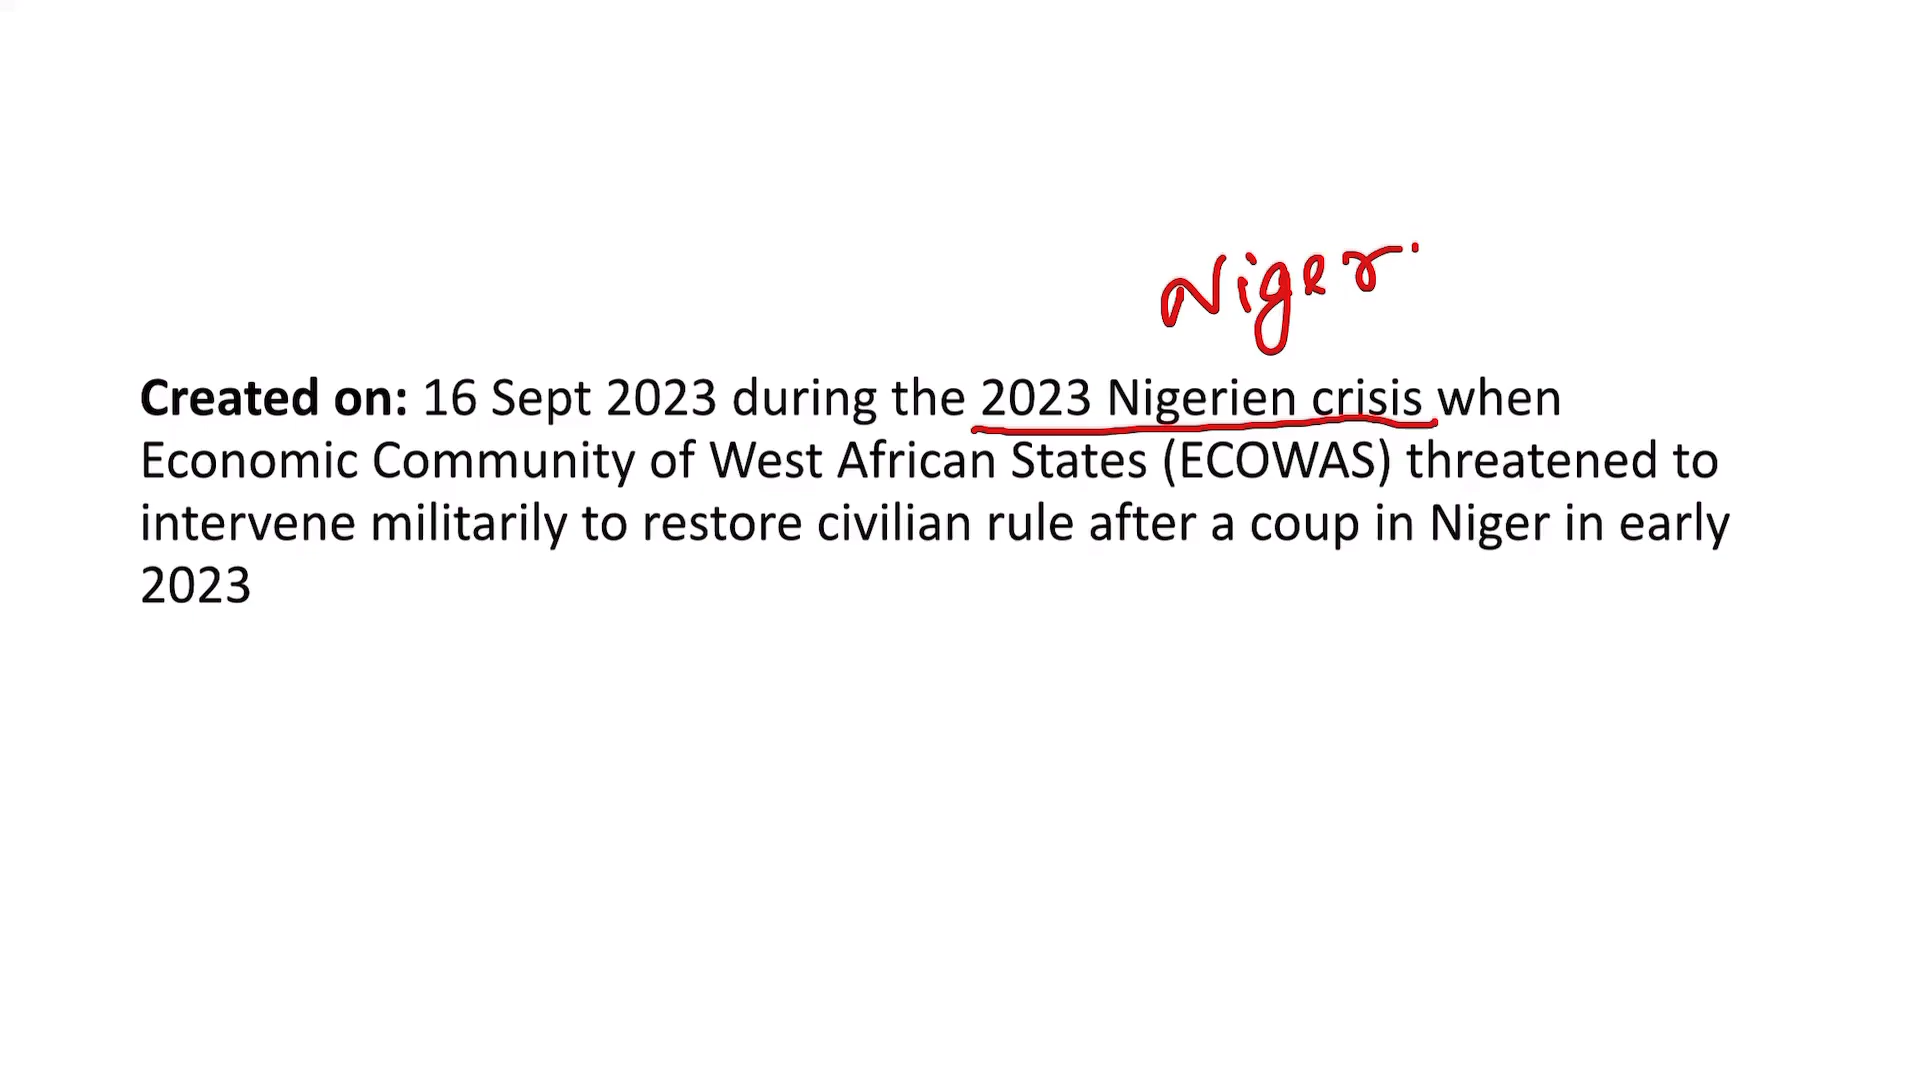 Niger.
Created on: 16 Sept 2023 during the 2023 Nigerien crisis when
Economic Community of West African States (ECOWAS) threatened to
intervene militarily to restore civilian rule after a coup in Niger in early
2023